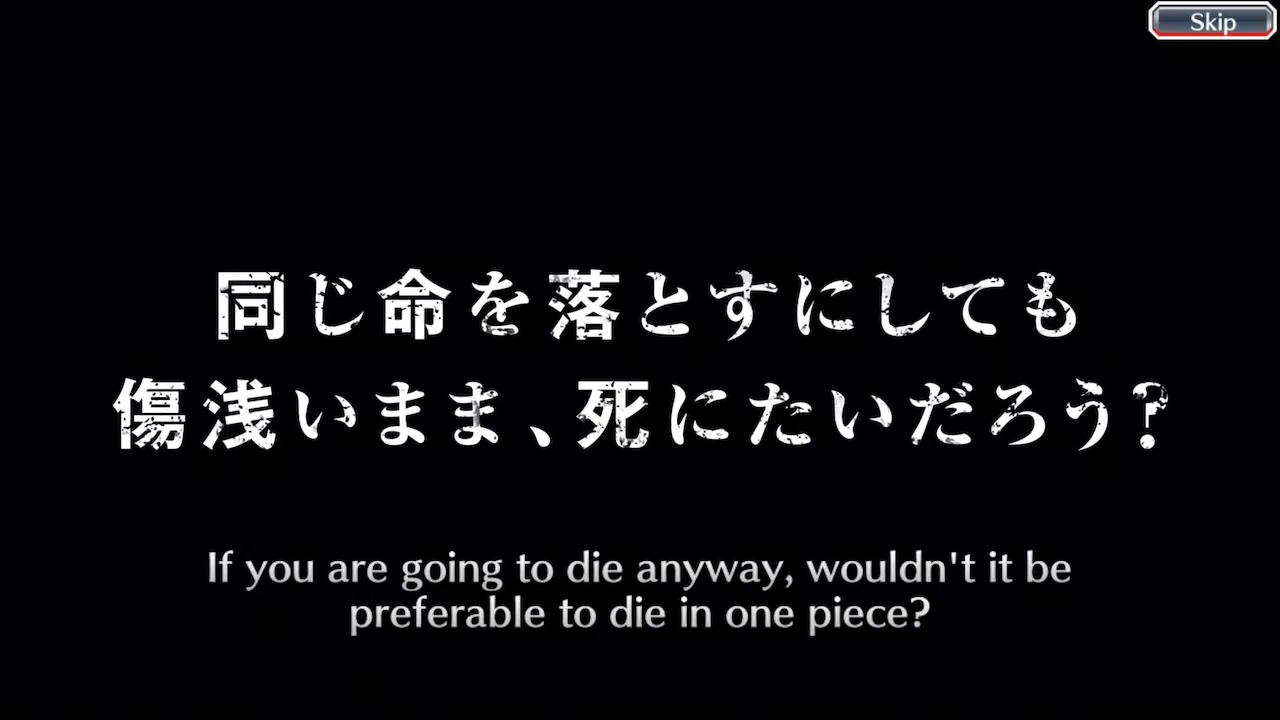 Skip
同じ命を落とすにしても
傷浅いまま、死にたいだろう?
If you are going to die anyway, wouldn't it be
preferable to die in one piece?